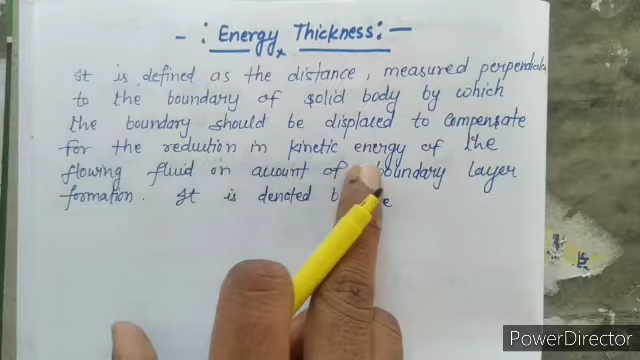 - : Energy Thickness: -
It is defined as the distance, measured perpendicular
to the boundary of solid body by which
the boundary should be displaced to compensate
for the reduction in kinetic energy of the
flowing fluid on account of boundary layer
formation. It is denoted
PowerDirector